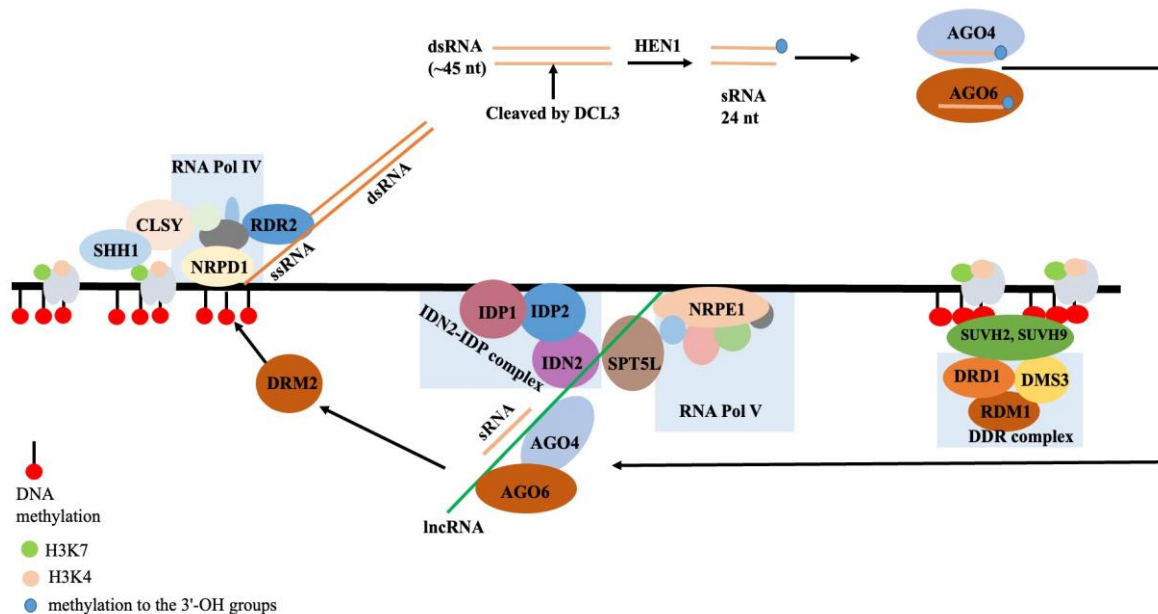 dsRNA
(~45 nt)
HEN1
Cleaved by DCL3
sRNA
24 nt
AGO4
AGO6
RNA Pol IV
CLSY
SHH1
RDR2
NRPD1
ssRNA
dsRNA
IDP1
IDP2
IDN2
IDN2-IDP complex
SPT5L
NRPE1
RNA Pol V
SUVH2, SUVH9
DRD1
DMS3
RDM1
DDR complex
DRM2
sRNA
AGO4
AGO6
lncRNA
DNA
methylation
H3K7
H3K4
methylation to the 3'-OH groups